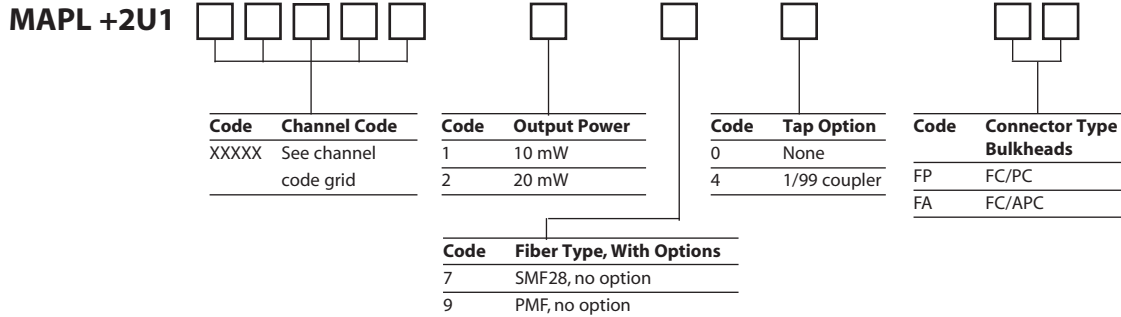 MAPL +2U1
Code Channel Code
XXXXX See channel
code grid
Code Output Power
1 10 mW
2 20 mW
Code Fiber Type, With Options
7 SMF28, no option
9 PMF, no option
Code Tap Option
0 None
4 1/99 coupler
Code Connector Type
Bulkheads
FP FC/PC
FA FC/APC